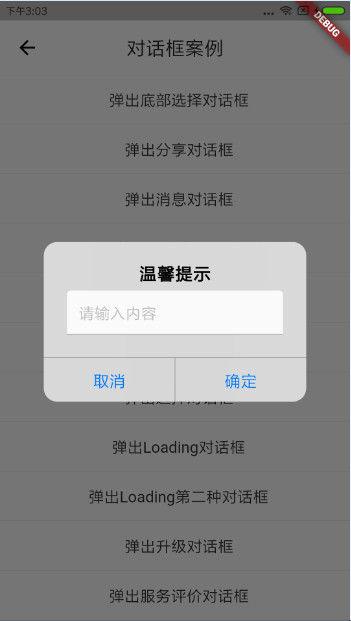 下午3:03
DEBUG
对话框案例
弹出底部选择对话框
弹出分享对话框
弹出消息对话框
温馨提示
请输入内容
取消
确定
弹出Loading对话框
弹出Loading第二种对话框
弹出升级对话框
弹出服务评价对话框